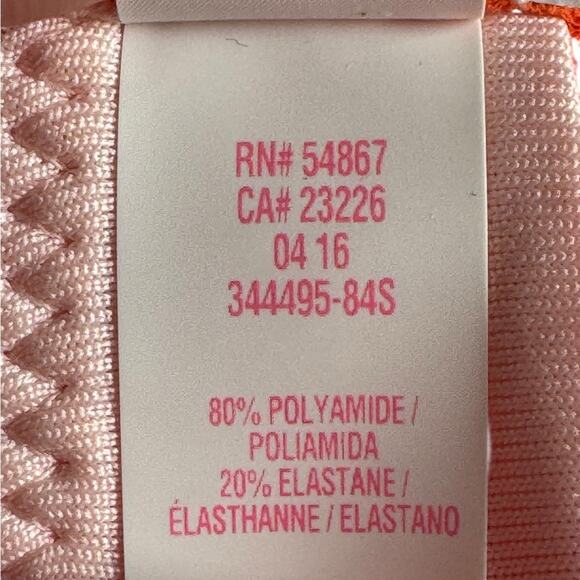 RN# 54867
CA# 23226
04 16
344495-84S
80% POLYAMIDE /
POLIAMIDA
20% ELASTANE /
ÉLASTHANNE / ELASTANO